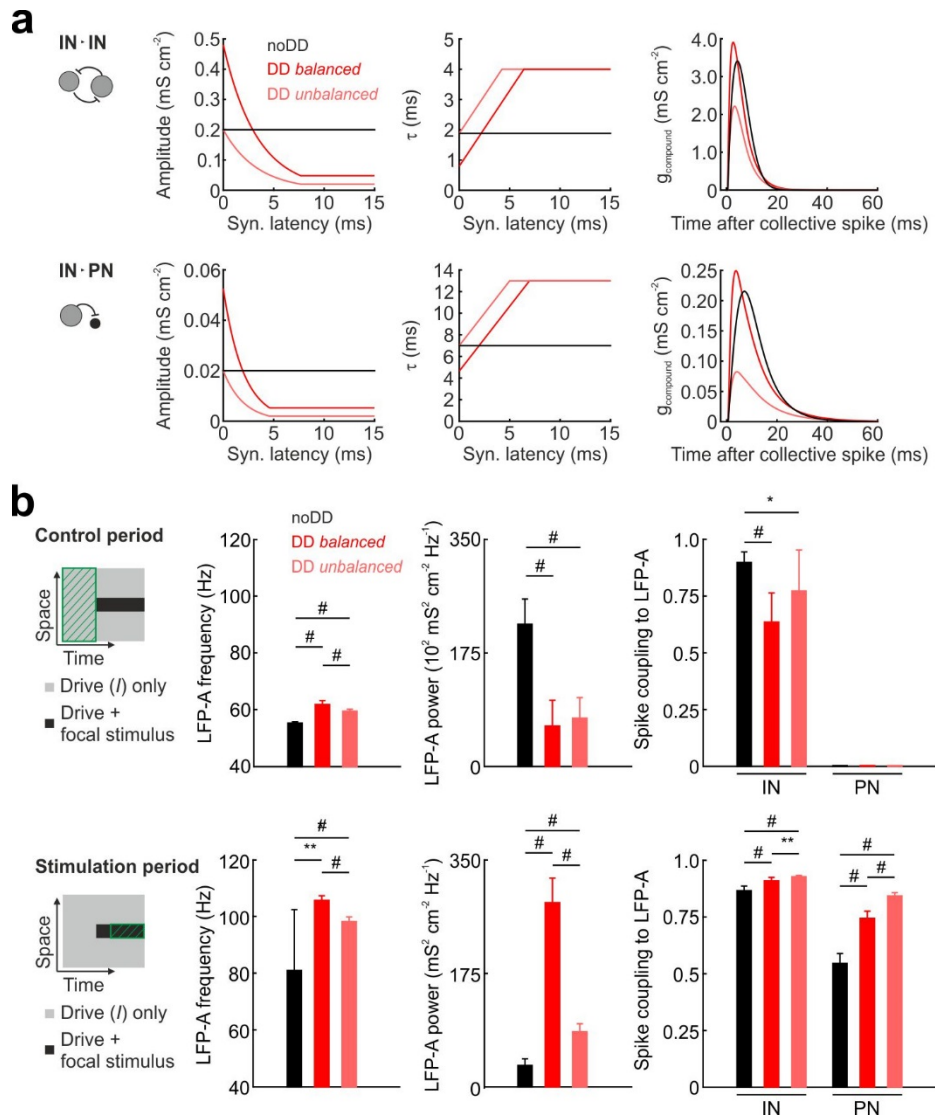 a
IN · IN
Amplitude (mS cm⁻²)
0.5
0.4
0.3
0.2
0.1
0
0 5 10 15
Syn. latency (ms)
noDD
DD balanced
DD unbalanced
τ (ms)
5
4
3
2
1
0
0 5 10 15
Syn. latency (ms)
g compound (mS cm⁻²)
4.0
3.0
2.0
1.0
0
0 20 40 60
Time after collective spike (ms)
IN · PN
Amplitude (mS cm⁻²)
0.06
0.04
0.02
0
0 5 10 15
Syn. latency (ms)
τ (ms)
14
12
10
8
6
4
2
0
0 5 10 15
Syn. latency (ms)
g compound (mS cm⁻²)
0.25
0.20
0.15
0.10
0.05
0
0 20 40 60
Time after collective spike (ms)
b
Control period
Space
Time
Drive (I) only
Drive +
focal stimulus
LFP-A frequency (Hz)
120
100
80
60
40
noDD
DD balanced
DD unbalanced
#
#
#
LFP-A power (10² mS² cm⁻² Hz⁻¹)
350
175
0
#
#
Spike coupling to LFP-A
1.0
0.75
0.5
0.25
0
*
#
IN PN
Stimulation period
Space
Time
Drive (I) only
Drive +
focal stimulus
LFP-A frequency (Hz)
120
100
80
60
40
#
**
#
LFP-A power (mS² cm⁻² Hz⁻¹)
350
175
0
#
#
#
Spike coupling to LFP-A
1.0
0.75
0.5
0.25
0
#
# **
#
# #
IN PN